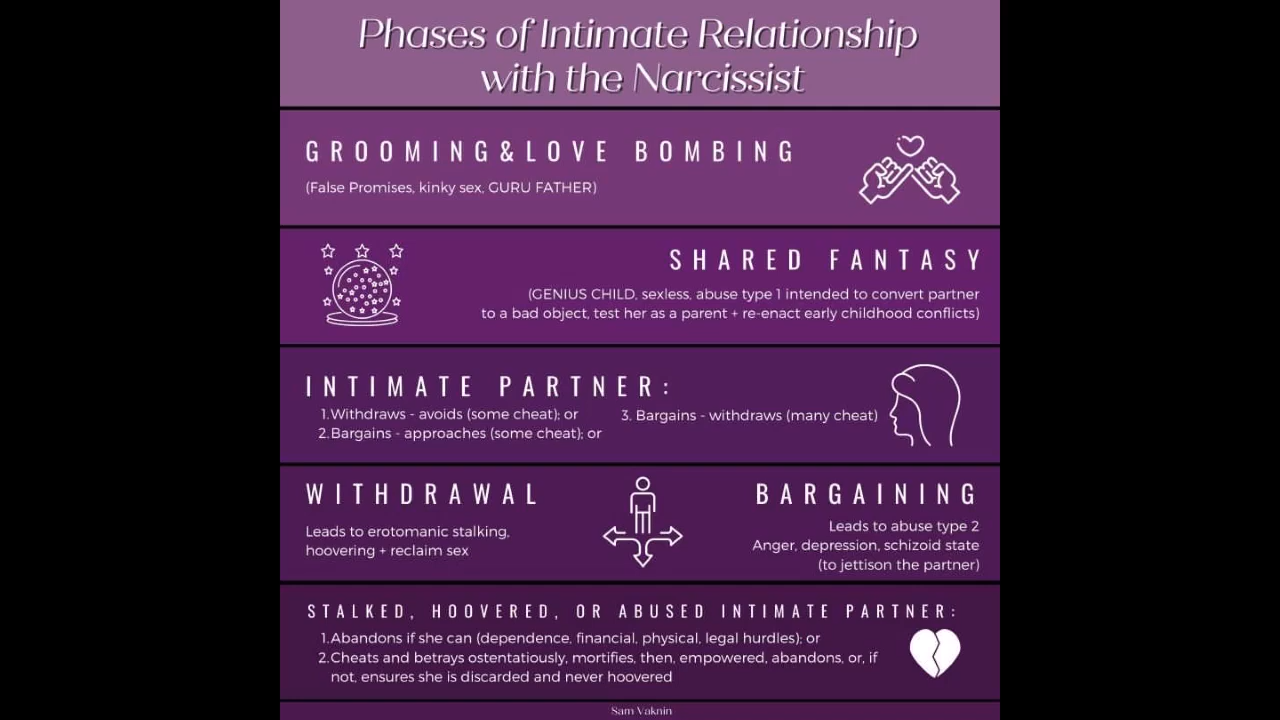 Phases of Intimate Relationship
with the Narcissist
GROOMING&LOVE BOMBING
(False Promises, kinky sex, GURU FATHER)
SHARED FANTASY
(GENIUS CHILD, sexless, abuse type 1 intended to convert partner
to a bad object, test her as a parent + re-enact early childhood conflicts)
INTIMATE PARTNER:
1. Withdraws - avoids (some cheat); or
2. Bargains - approaches (some cheat); or
3. Bargains - withdraws (many cheat)
WITHDRAWAL
Leads to erotomanic stalking,
hoovering + reclaim sex
BARGAINING
Leads to abuse type 2
Anger, depression, schizoid state
(to jettison the partner)
STALKED, HOOVERED, OR ABUSED INTIMATE PARTNER:
1. Abandons if she can (dependence, financial, physical, legal hurdles); or
2. Cheats and betrays ostentatiously, mortifies, then, empowered, abandons, or, if
not, ensures she is discarded and never hoovered
Sam Vaknin